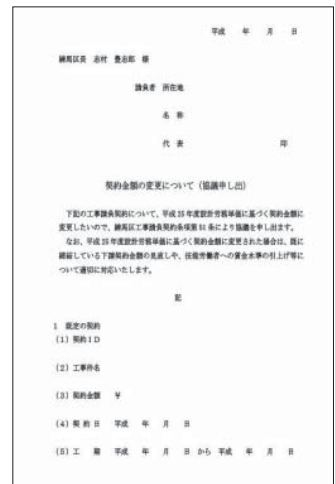 平成　年　月　日
練馬区長　志村　豊志郎　様
請負者　所在地
名　称
代　表　印
契約金額の変更について（協議申し出）
下記の工事請負契約について、平成25年度設計労務単価に基づく契約金額に
変更したいので、練馬区工事請負契約条項第51条により協議を申し出ます。
なお、平成25年度設計労務単価に基づく契約金額に変更された場合は、既に
締結している下請契約金額の見直しや、技能労働者への賃金水準の引上げ等に
ついて適切に対応いたします。
記
1　既定の契約
（1）契約ID
（2）工事件名
（3）契約金額　￥
（4）契 約 日　平成　年　月　日
（5）工　期　平成　年　月　日 から 平成　年　月　日